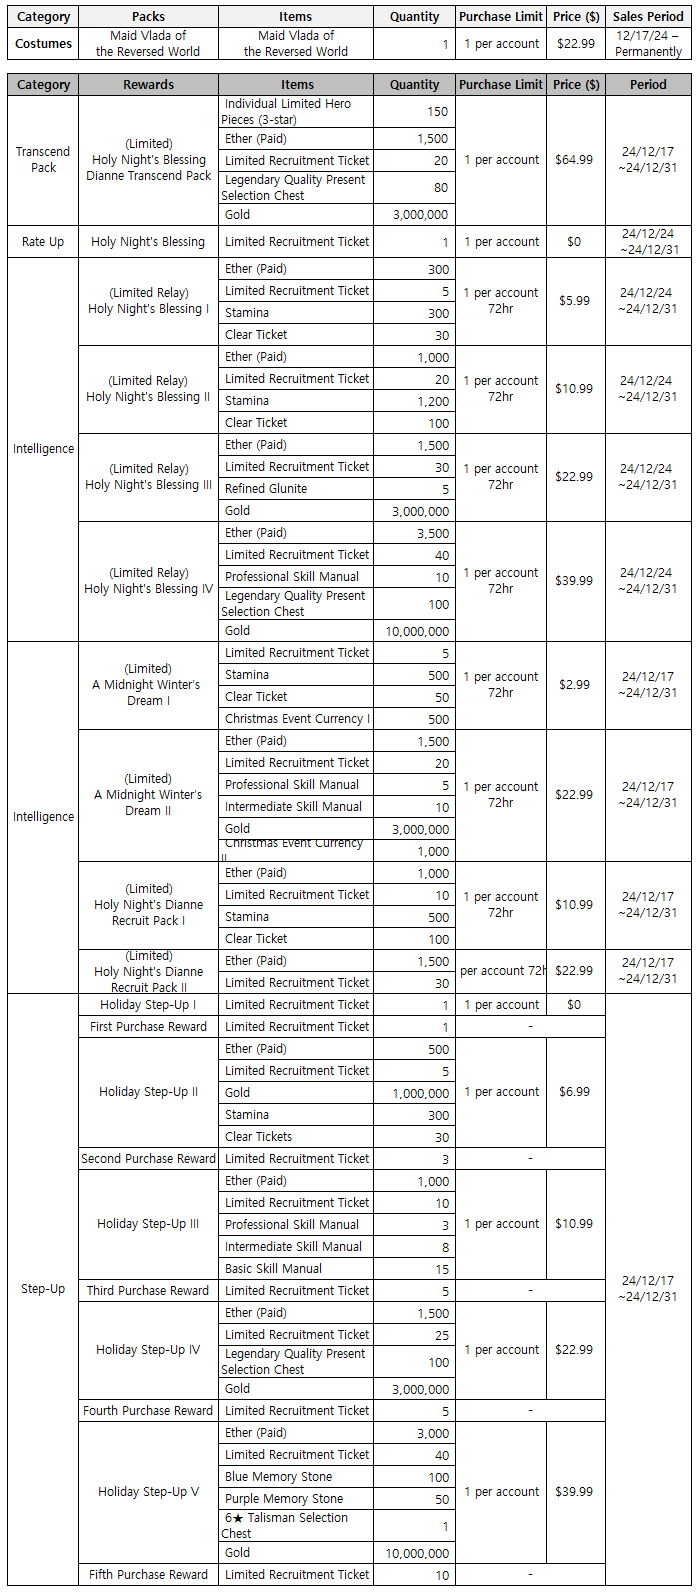 Category Packs Items Quantity Purchase Limit Price ($) Sales Period
Costumes Maid Vlada of the Reversed World Maid Vlada of the Reversed World 1 1 per account $22.99 12/17/24 – Permanently
Category Rewards Items Quantity Purchase Limit Price ($) Period
Transcend Pack (Limited) Holy Night's Blessing Dianne Transcend Pack Individual Limited Hero Pieces (3-star) 150 1 per account $64.99 24/12/17 ~24/12/31
Ether (Paid) 1,500
Limited Recruitment Ticket 20
Legendary Quality Present Selection Chest 80
Gold 3,000,000
Rate Up Holy Night's Blessing Limited Recruitment Ticket 1 1 per account $0 24/12/24 ~24/12/31
Intelligence (Limited Relay) Holy Night's Blessing I Ether (Paid) 300 1 per account 72hr $5.99 24/12/24 ~24/12/31
Limited Recruitment Ticket 5
Stamina 300
Clear Ticket 30
(Limited Relay) Holy Night's Blessing II Ether (Paid) 1,000 1 per account 72hr $10.99 24/12/24 ~24/12/31
Limited Recruitment Ticket 20
Stamina 1,200
Clear Ticket 100
(Limited Relay) Holy Night's Blessing III Ether (Paid) 1,500 1 per account 72hr $22.99 24/12/24 ~24/12/31
Limited Recruitment Ticket 30
Refined Glunite 5
Gold 3,000,000
(Limited Relay) Holy Night's Blessing IV Ether (Paid) 3,500 1 per account 72hr $39.99 24/12/24 ~24/12/31
Limited Recruitment Ticket 40
Professional Skill Manual 10
Legendary Quality Present Selection Chest 100
Gold 10,000,000
Intelligence (Limited) A Midnight Winter's Dream I Limited Recruitment Ticket 5 1 per account 72hr $2.99 24/12/17 ~24/12/31
Stamina 500
Clear Ticket 50
Christmas Event Currency I 500
(Limited) A Midnight Winter's Dream II Ether (Paid) 1,500 1 per account 72hr $22.99 24/12/17 ~24/12/31
Limited Recruitment Ticket 20
Professional Skill Manual 5
Intermediate Skill Manual 10
Gold 3,000,000
Christmas Event Currency II 1,000
(Limited) Holy Night's Dianne Recruit Pack I Ether (Paid) 1,000 1 per account 72hr $10.99 24/12/17 ~24/12/31
Limited Recruitment Ticket 10
Stamina 500
Clear Ticket 100
(Limited) Holy Night's Dianne Recruit Pack II Ether (Paid) 1,500 per account 72h $22.99 24/12/17 ~24/12/31
Limited Recruitment Ticket 30
Step-Up Holiday Step-Up I Limited Recruitment Ticket 1 1 per account $0 24/12/17 ~24/12/31
First Purchase Reward Limited Recruitment Ticket 1 -
Holiday Step-Up II Ether (Paid) 500 1 per account $6.99
Limited Recruitment Ticket 5
Gold 1,000,000
Stamina 300
Clear Tickets 30
Second Purchase Reward Limited Recruitment Ticket 3 -
Holiday Step-Up III Ether (Paid) 1,000 1 per account $10.99
Limited Recruitment Ticket 10
Professional Skill Manual 3
Intermediate Skill Manual 8
Basic Skill Manual 15
Third Purchase Reward Limited Recruitment Ticket 5 -
Holiday Step-Up IV Ether (Paid) 1,500 1 per account $22.99
Limited Recruitment Ticket 25
Legendary Quality Present Selection Chest 100
Gold 3,000,000
Fourth Purchase Reward Limited Recruitment Ticket 5 -
Holiday Step-Up V Ether (Paid) 3,000 1 per account $39.99
Limited Recruitment Ticket 40
Blue Memory Stone 100
Purple Memory Stone 50
6★ Talisman Selection Chest 1
Gold 10,000,000
Fifth Purchase Reward Limited Recruitment Ticket 10 -